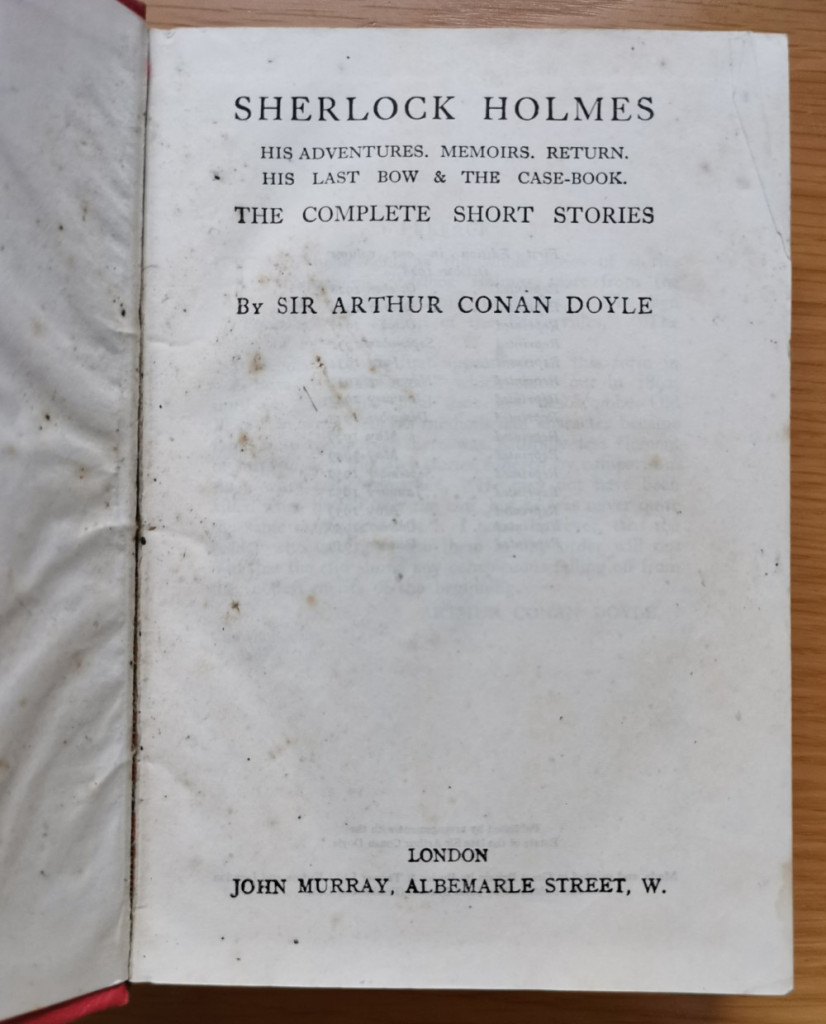 SHERLOCK HOLMES
HIS ADVENTURES. MEMOIRS. RETURN.
HIS LAST BOW & THE CASE-BOOK.
THE COMPLETE SHORT STORIES
By SIR ARTHUR CONAN DOYLE
LONDON
JOHN MURRAY, ALBEMARLE STREET, W.